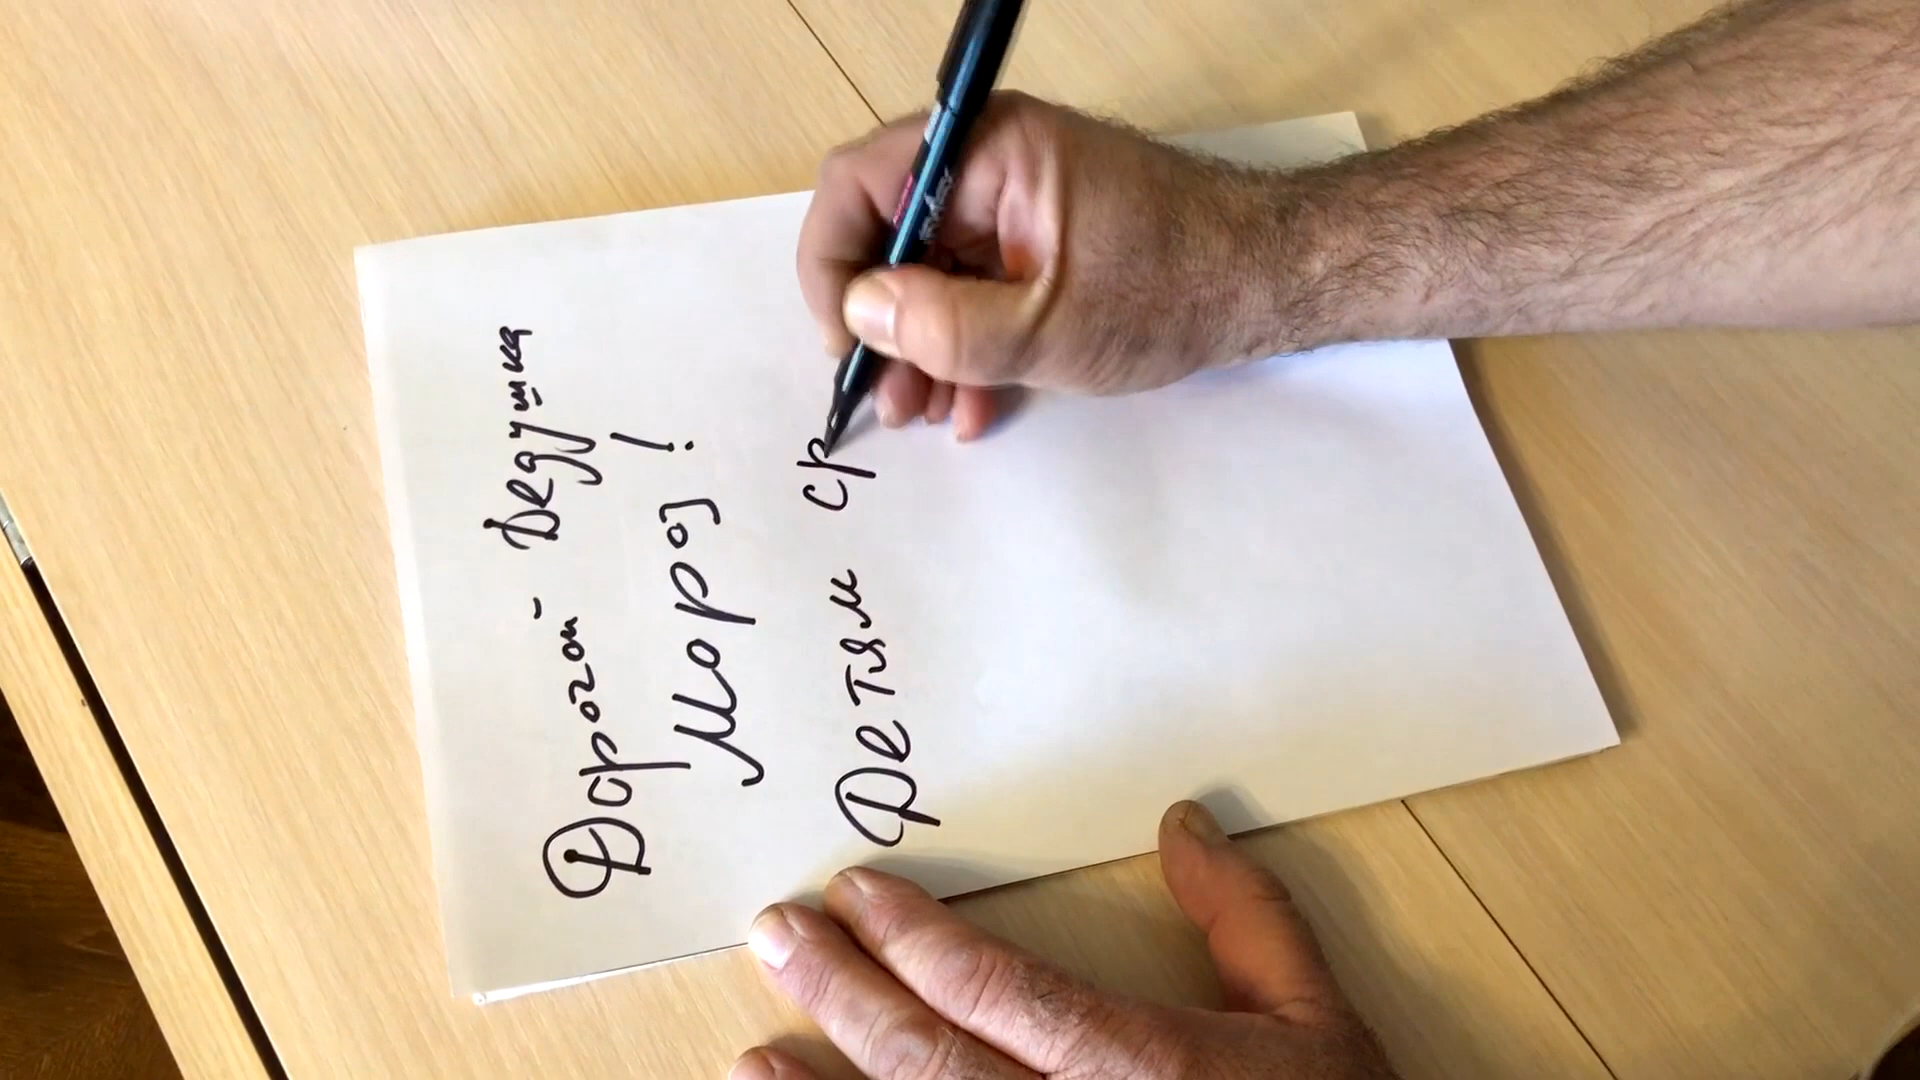 Дорогой Дедушка
Мороз!
Детям ср